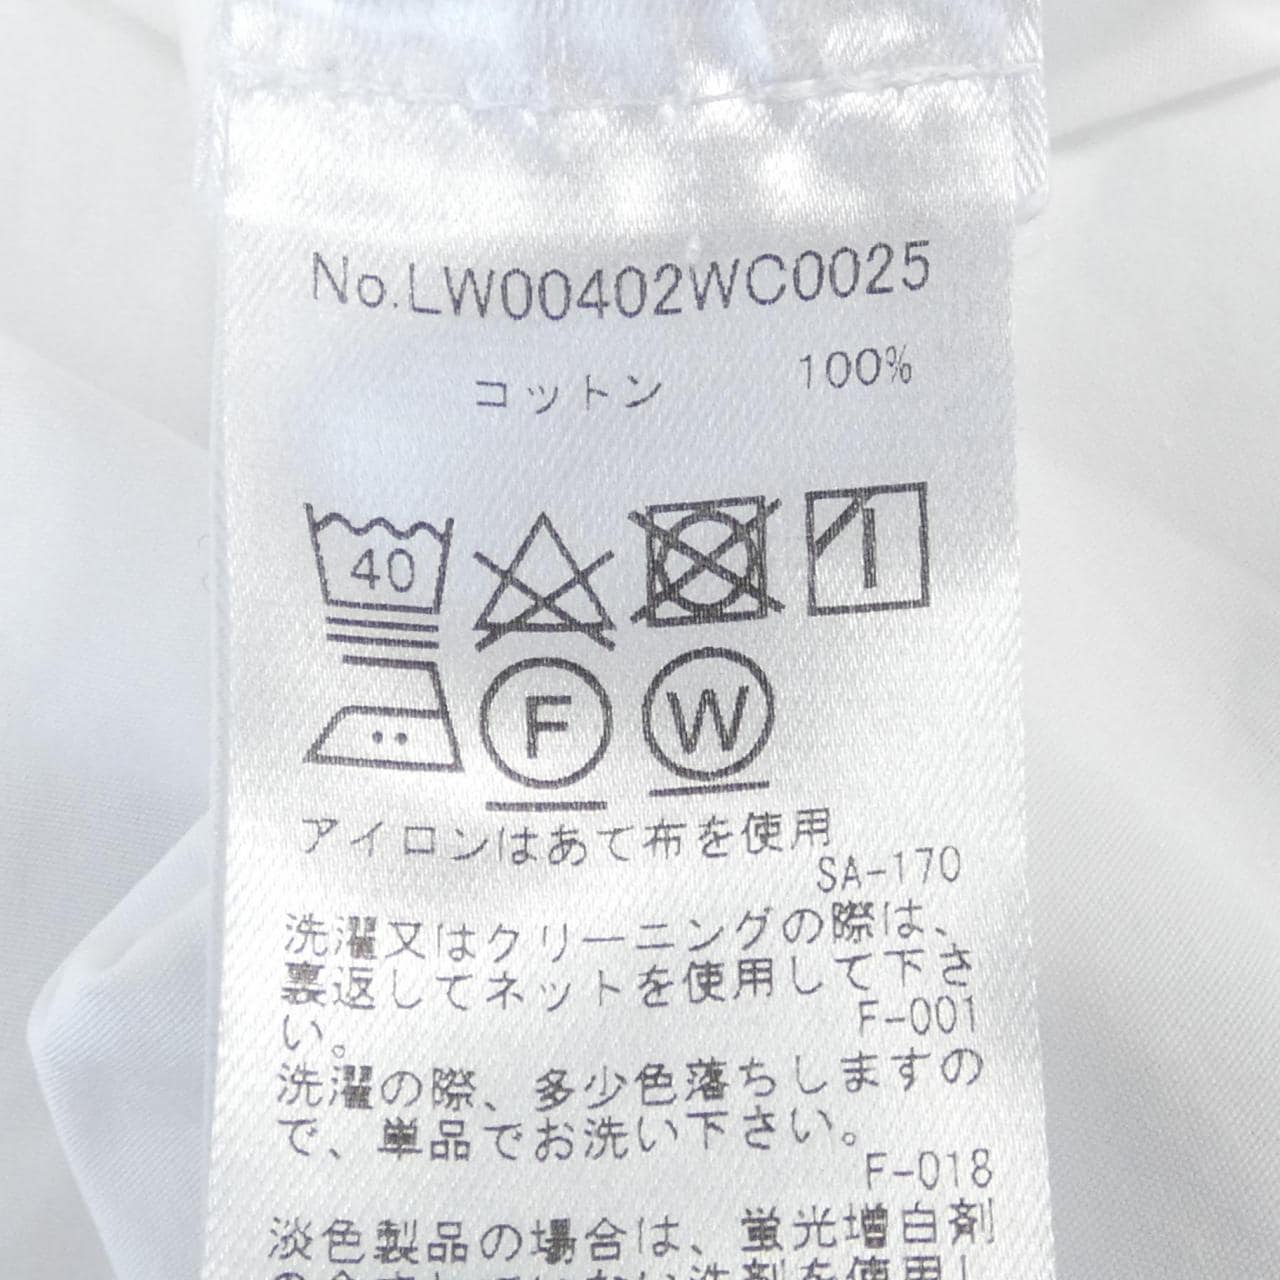 No.LW00402WC0025
コットン 100%
40
F W
アイロンはあて布を使用
SA-170
洗濯又はクリーニングの際は、
裏返してネットを使用して下さ
い。
F-001
洗濯の際、多少色落ちしますの
で、単品でお洗い下さい。
F-018
淡色製品の場合は、蛍光増白剤